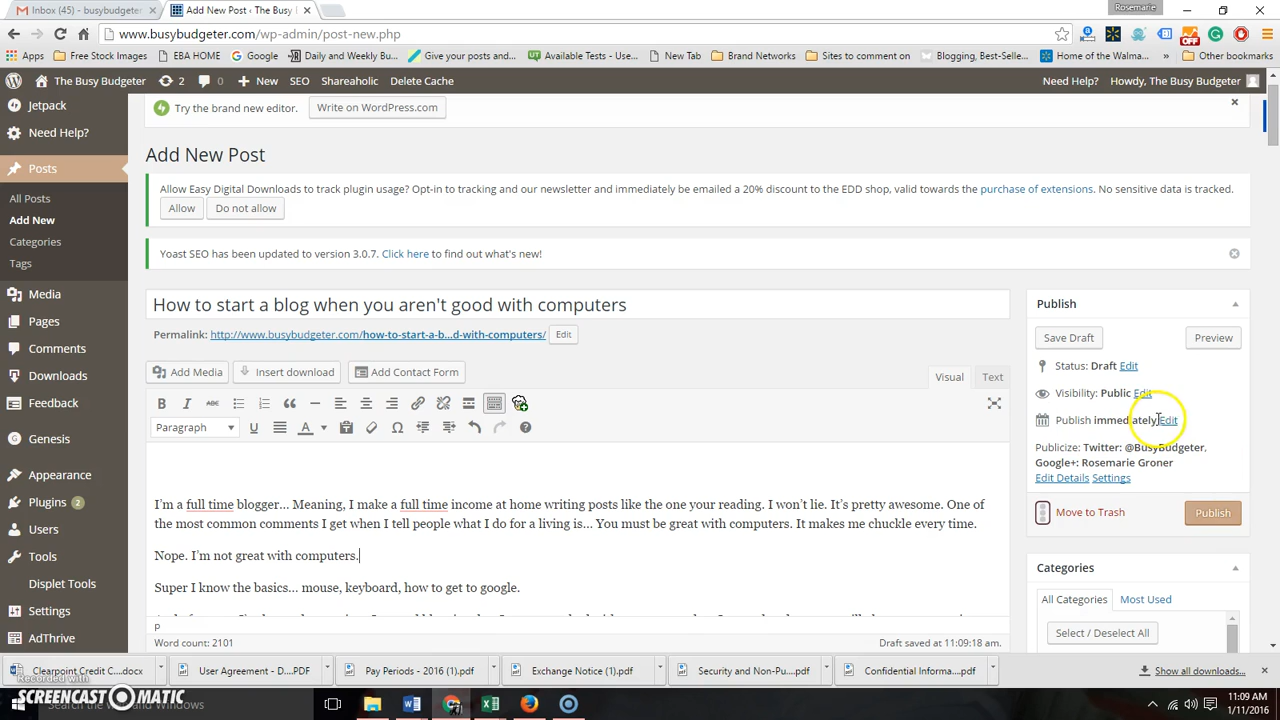 Inbox (45) - busybudgeter
Add New Post ‹ The Busy
Rosemarie
www.busybudgeter.com/wp-admin/post-new.php
Apps
Free Stock Images
EBA HOME
blogging
Google
Daily and Weekly Bu...
Give your posts and...
Available Tests - Use...
New Tab
Brand Networks
Sites to comment on
Blogging, Best-Selle...
Home of the Walma...
»
Other bookmarks
The Busy Budgeter
2
0
New
SEO
Shareaholic
Delete Cache
Need Help?
Howdy, The Busy Budgeter
Jetpack
Need Help?
Posts
All Posts
Add New
Categories
Tags
Media
Pages
Comments
Downloads
Feedback
Genesis
Appearance
Plugins 2
Users
Tools
Displet Tools
Settings
AdThrive
Try the brand new editor.
Write on WordPress.com
Add New Post
Allow Easy Digital Downloads to track plugin usage? Opt-in to tracking and our newsletter and immediately be emailed a 20% discount to the EDD shop, valid towards the purchase of extensions. No sensitive data is tracked.
Allow
Do not allow
Yoast SEO has been updated to version 3.0.7. Click here to find out what's new!
How to start a blog when you aren't good with computers
Permalink: http://www.busybudgeter.com/how-to-start-a-b...d-with-computers/ Edit
Add Media
Insert download
Add Contact Form
Visual
Text
B I ABC
Paragraph
U
A
Ω
I'm a full time blogger... Meaning, I make a full time income at home writing posts like the one your reading. I won't lie. It's pretty awesome. One of
the most common comments I get when I tell people what I do for a living is... You must be great with computers. It makes me chuckle every time.
Nope. I'm not great with computers.
Super I know the basics... mouse, keyboard, how to get to google.
p
Word count: 2101
Draft saved at 11:09:18 am.
Publish
Save Draft
Preview
Status: Draft Edit
Visibility: Public Edit
Publish immediately Edit
Publicize: Twitter: @BusyBudgeter,
Google+: Rosemarie Groner
Edit Details Settings
Move to Trash
Publish
Categories
All Categories
Most Used
Select / Deselect All
Clearpoint Credit C....docx
User Agreement - D....PDF
Pay Periods - 2016 (1).pdf
Exchange Notice (1).pdf
Security and Non-Pu....pdf
Confidential Informa....pdf
Show all downloads...
Recorded with
SCREENCAST MATIC
11:09 AM
1/11/2016